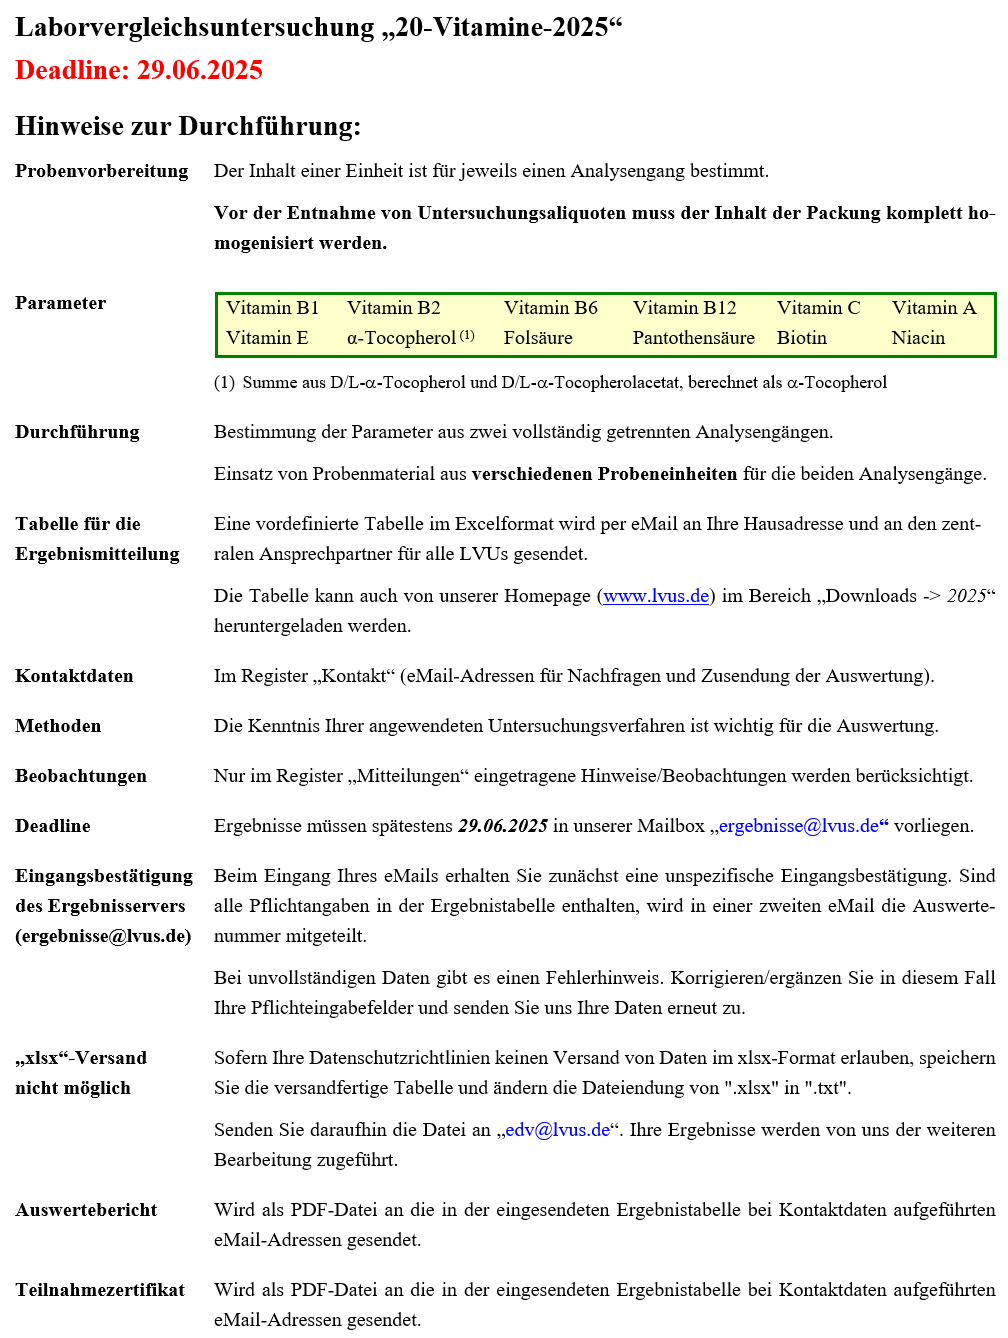 Laborvergleichsuntersuchung „20-Vitamine-2025“
Deadline: 29.06.2025
Hinweise zur Durchführung:
Probenvorbereitung Der Inhalt einer Einheit ist für jeweils einen Analysengang bestimmt.
Vor der Entnahme von Untersuchungsaliquoten muss der Inhalt der Packung komplett ho-
mogenisiert werden.
Parameter Vitamin B1 Vitamin B2 Vitamin B6 Vitamin B12 Vitamin C Vitamin A
Vitamin E α-Tocopherol (1) Folsäure Pantothensäure Biotin Niacin
(1) Summe aus D/L-α-Tocopherol und D/L-α-Tocopherolacetat, berechnet als α-Tocopherol
Durchführung Bestimmung der Parameter aus zwei vollständig getrennten Analysengängen.
Einsatz von Probenmaterial aus verschiedenen Probeneinheiten für die beiden Analysengänge.
Tabelle für die Eine vordefinierte Tabelle im Excelformat wird per eMail an Ihre Hausadresse und an den zent-
Ergebnismitteilung ralen Ansprechpartner für alle LVUs gesendet.
Die Tabelle kann auch von unserer Homepage (www.lvus.de) im Bereich „Downloads -> 2025“
heruntergeladen werden.
Kontaktdaten Im Register „Kontakt“ (eMail-Adressen für Nachfragen und Zusendung der Auswertung).
Methoden Die Kenntnis Ihrer angewendeten Untersuchungsverfahren ist wichtig für die Auswertung.
Beobachtungen Nur im Register „Mitteilungen“ eingetragene Hinweise/Beobachtungen werden berücksichtigt.
Deadline Ergebnisse müssen spätestens 29.06.2025 in unserer Mailbox „ergebnisse@lvus.de“ vorliegen.
Eingangsbestätigung Beim Eingang Ihres eMails erhalten Sie zunächst eine unspezifische Eingangsbestätigung. Sind
des Ergebnisservers alle Pflichtangaben in der Ergebnistabelle enthalten, wird in einer zweiten eMail die Auswerte-
(ergebnisse@lvus.de) nummer mitgeteilt.
Bei unvollständigen Daten gibt es einen Fehlerhinweis. Korrigieren/ergänzen Sie in diesem Fall
Ihre Pflichteingabefelder und senden Sie uns Ihre Daten erneut zu.
„xlsx“-Versand Sofern Ihre Datenschutzrichtlinien keinen Versand von Daten im xlsx-Format erlauben, speichern
nicht möglich Sie die versandfertige Tabelle und ändern die Dateiendung von ".xlsx" in ".txt".
Senden Sie daraufhin die Datei an „edv@lvus.de“. Ihre Ergebnisse werden von uns der weiteren
Bearbeitung zugeführt.
Auswertebericht Wird als PDF-Datei an die in der eingesendeten Ergebnistabelle bei Kontaktdaten aufgeführten
eMail-Adressen gesendet.
Teilnahmezertifikat Wird als PDF-Datei an die in der eingesendeten Ergebnistabelle bei Kontaktdaten aufgeführten
eMail-Adressen gesendet.